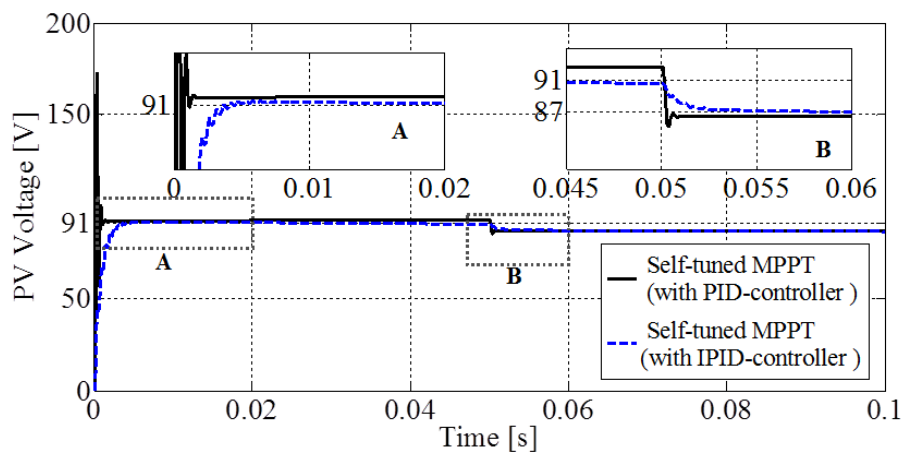 PV Voltage [V]
200
150
91
50
0
91
A
0
0.01
0.02
91
87
B
0.045
0.05
0.055
0.06
A
B
Self-tuned MPPT
(with PID-controller )
Self-tuned MPPT
(with IPID-controller )
0
0.02
0.04
0.06
0.08
0.1
Time [s]